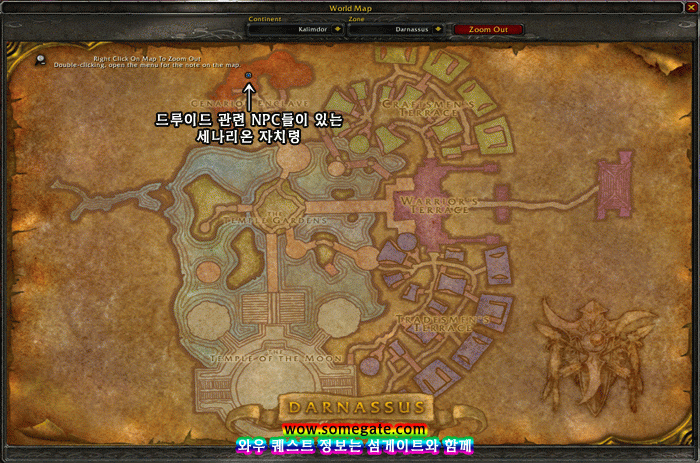 World Map
Continent
Zone
Kalimdor
Darnassus
Zoom Out
Right Click On Map To Zoom Out
Double-clicking, open the menu for the note on the map.
CENARION ENCLAVE
CRAFTSMEN'S
TERRACE
드루이드 관련 NPC들이 있는
세나리온 자치령
WARRIOR'S
TERRACE
THE
TEMPLE GARDENS
TRADESMEN'S
TERRACE
THE
TEMPLE OF THE MOON
DARNASSUS
www.somegate.com
와우 퀘스트 정보는 섬게이트와 함께